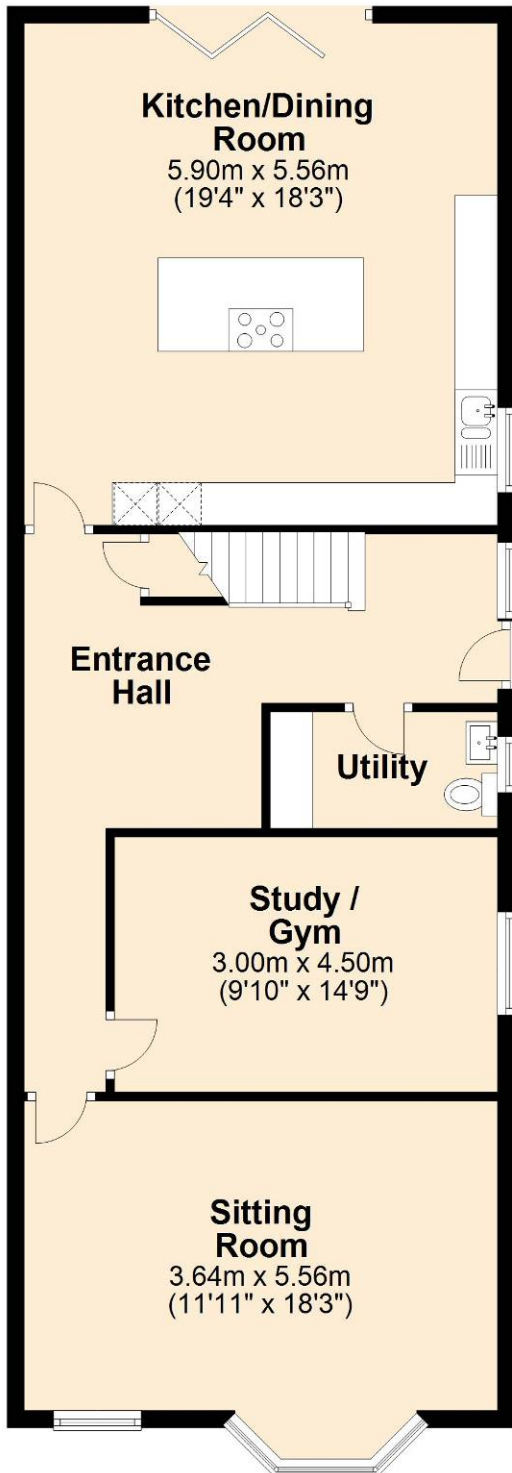 Kitchen/Dining
Room
5.90m x 5.56m
(19'4" x 18'3")
Entrance
Hall
Utility
Study /
Gym
3.00m x 4.50m
(9'10" x 14'9")
Sitting
Room
3.64m x 5.56m
(11'11" x 18'3")